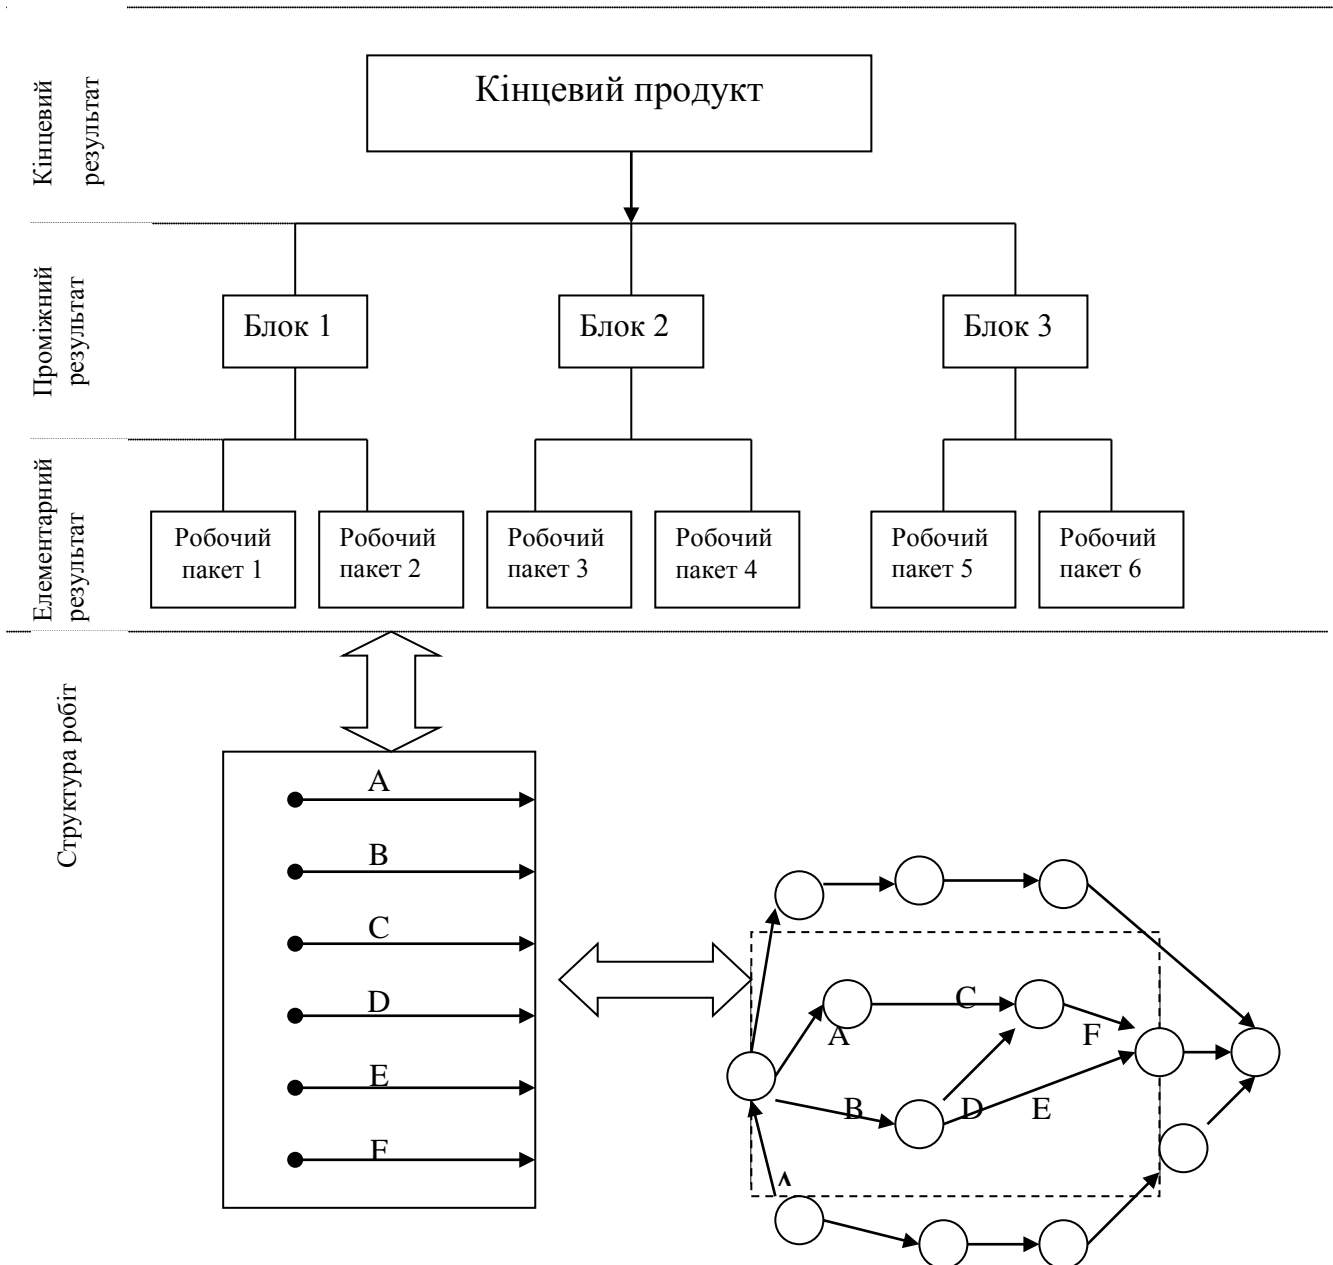 Кінцевий
результат
Кінцевий продукт
Проміжний
результат
Блок 1
Блок 2
Блок 3
Елементарний
результат
Робочий
пакет 1
Робочий
пакет 2
Робочий
пакет 3
Робочий
пакет 4
Робочий
пакет 5
Робочий
пакет 6
Структура робіт
A
B
C
D
E
F
C
A
F
B
D
E